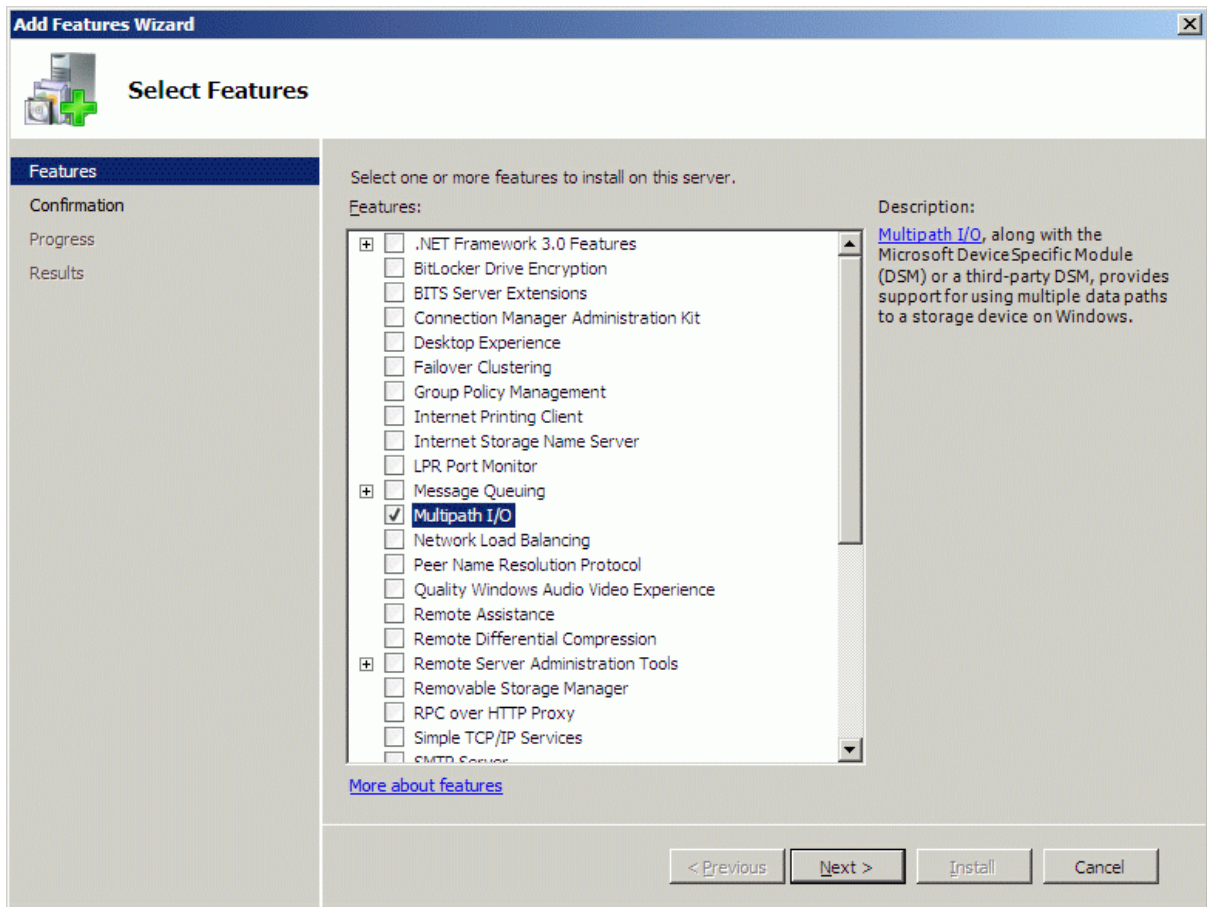 Add Features Wizard
Select Features
Features
Confirmation
Progress
Results
Select one or more features to install on this server.
Features:
.NET Framework 3.0 Features
BitLocker Drive Encryption
BITS Server Extensions
Connection Manager Administration Kit
Desktop Experience
Failover Clustering
Group Policy Management
Internet Printing Client
Internet Storage Name Server
LPR Port Monitor
Message Queuing
Multipath I/O
Network Load Balancing
Peer Name Resolution Protocol
Quality Windows Audio Video Experience
Remote Assistance
Remote Differential Compression
Remote Server Administration Tools
Removable Storage Manager
RPC over HTTP Proxy
Simple TCP/IP Services
SMTP Server
More about features
Description:
Multipath I/O, along with the
Microsoft Device Specific Module
(DSM) or a third-party DSM, provides
support for using multiple data paths
to a storage device on Windows.
< Previous
Next >
Install
Cancel